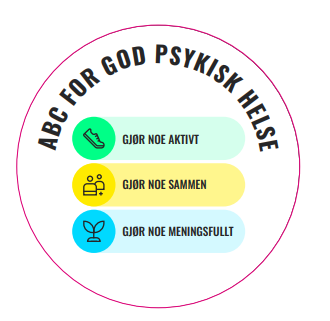 ABC FOR GOD PSYKISK HELSE
GJØR NOE AKTIVT
GJØR NOE SAMMEN
GJØR NOE MENINGSFULLT